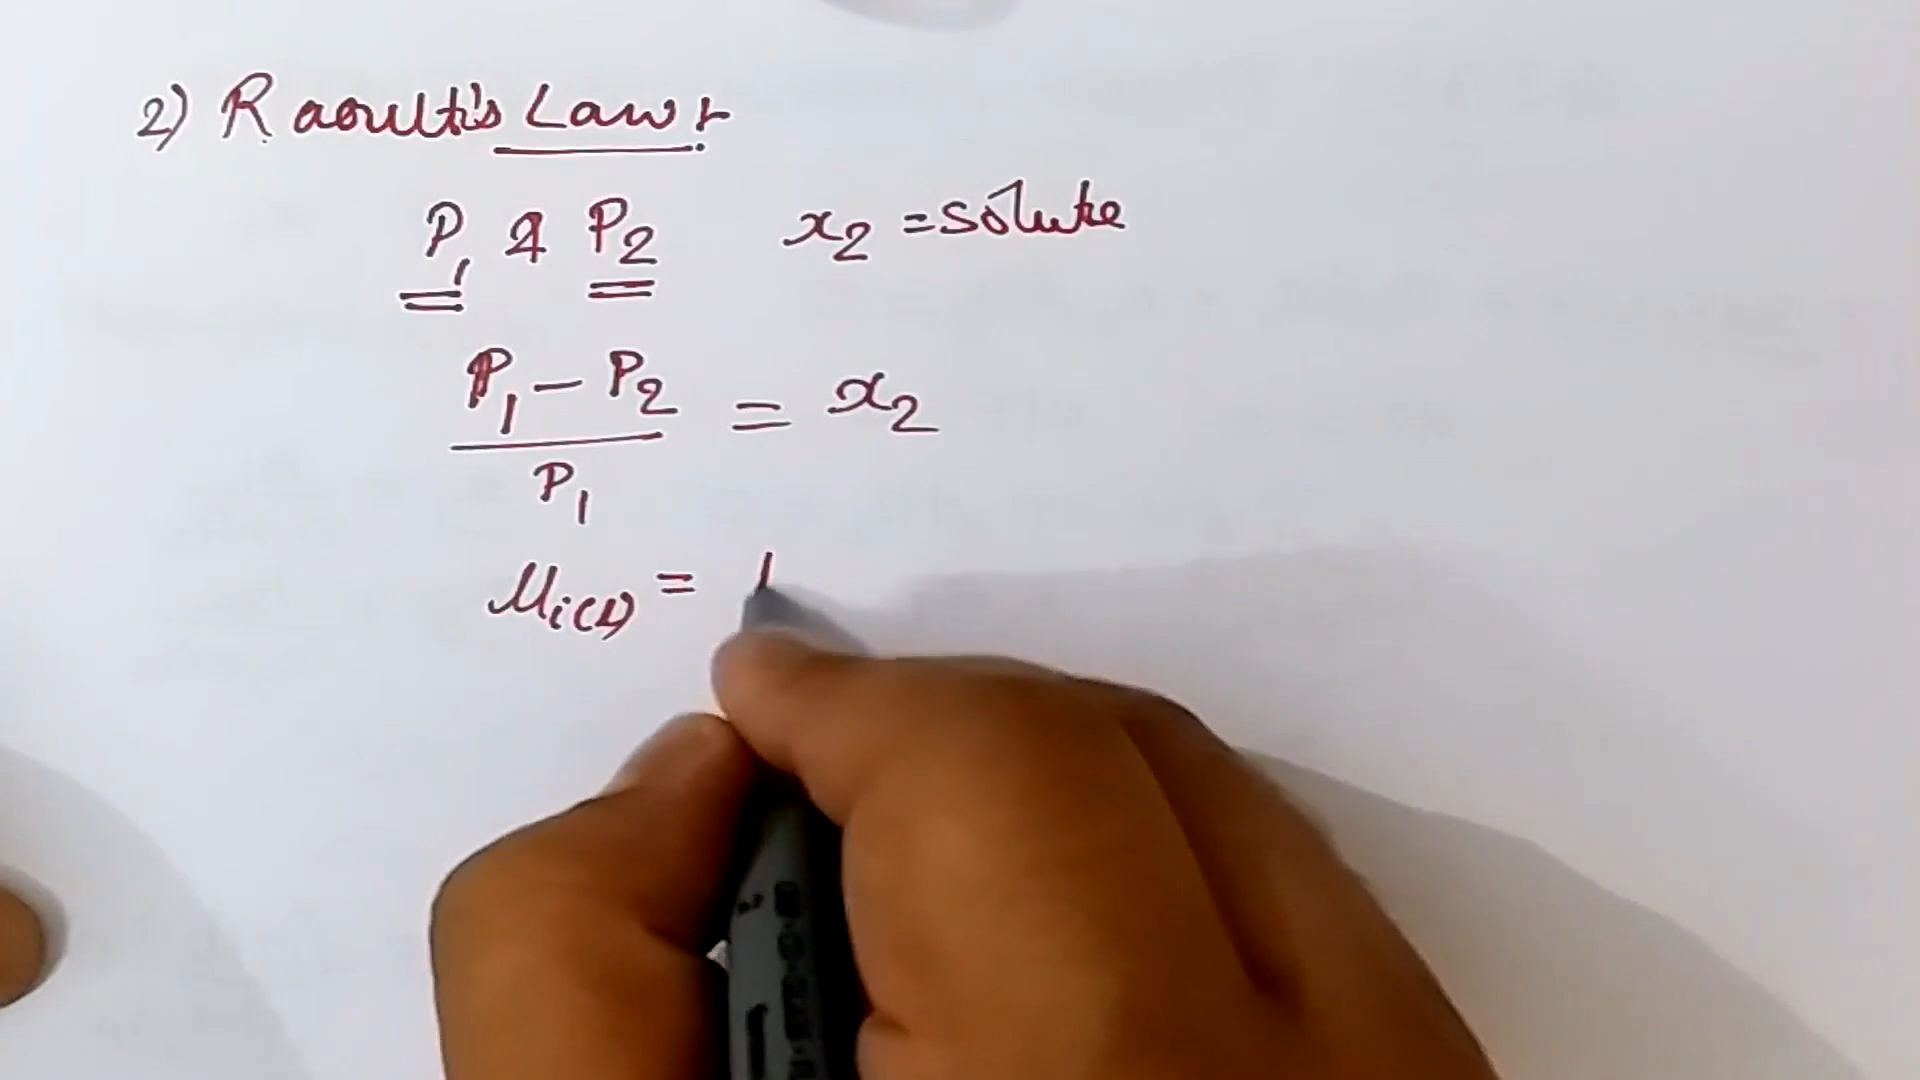 2) Raoult's Law :-
P₁ & P₂ x₂ = Solute
P₁ - P₂ = x₂
P₁
μi(l) =